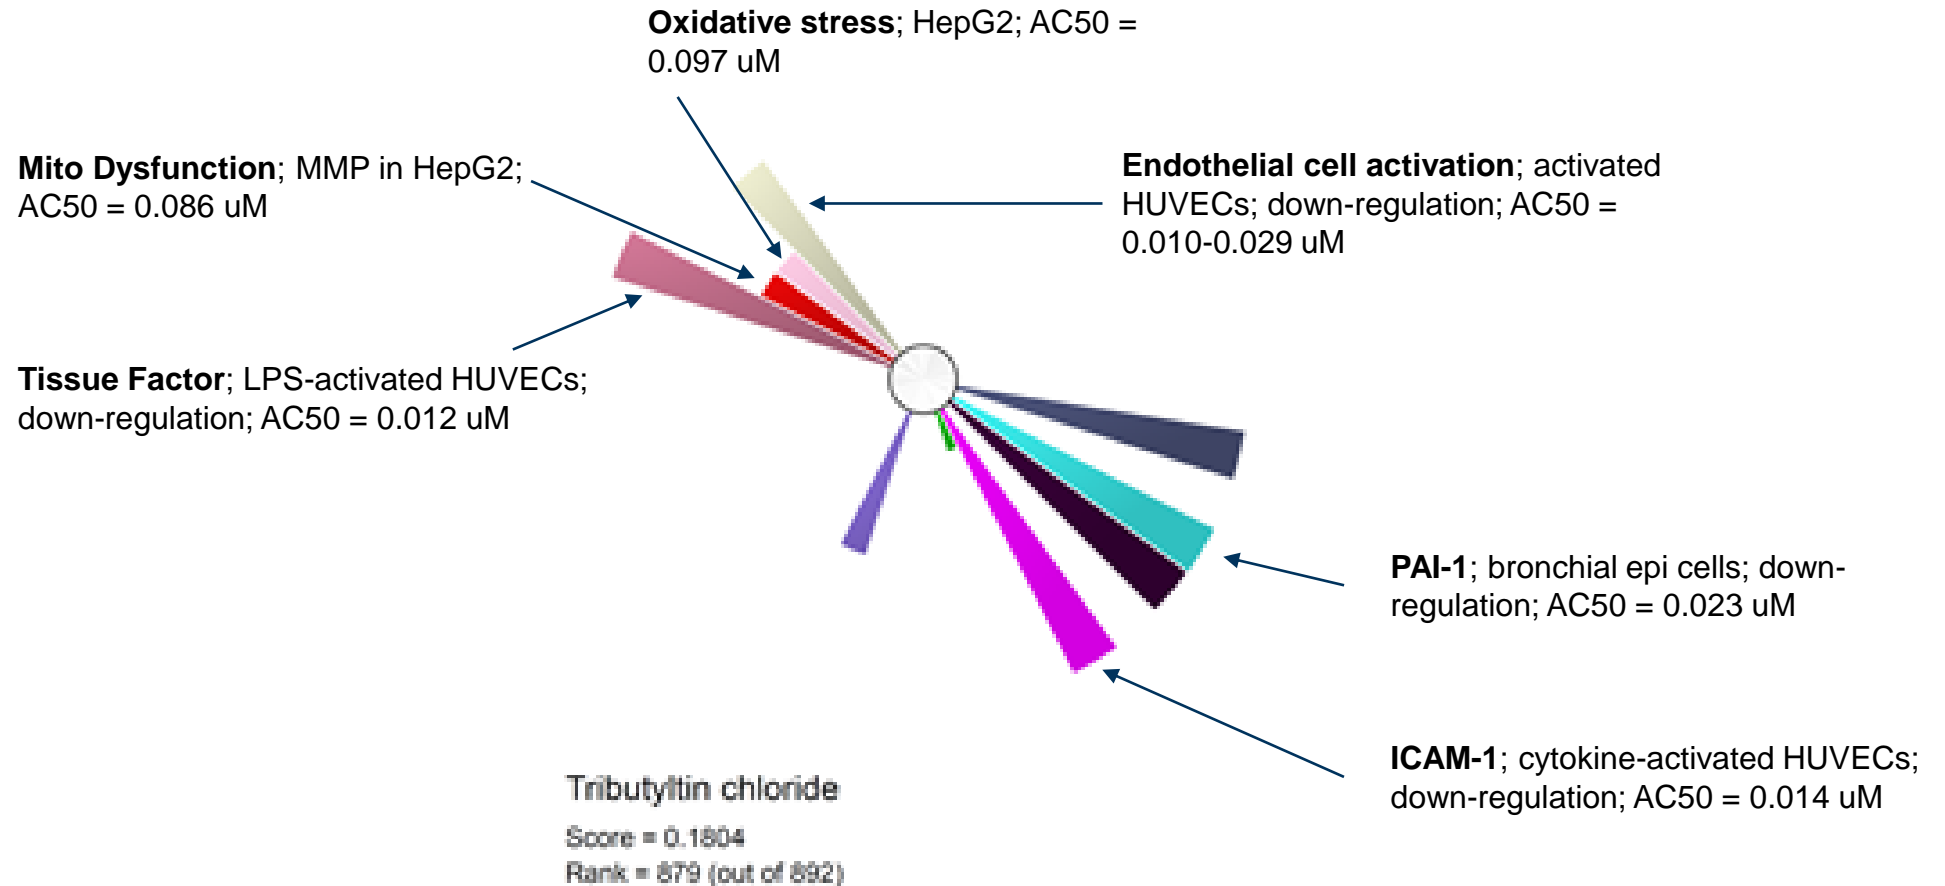 Oxidative stress; HepG2; AC50 =
0.097 uM
Mito Dysfunction; MMP in HepG2;
AC50 = 0.086 uM
Endothelial cell activation; activated
HUVECs; down-regulation; AC50 =
0.010-0.029 uM
Tissue Factor; LPS-activated HUVECs;
down-regulation; AC50 = 0.012 uM
PAI-1; bronchial epi cells; down-
regulation; AC50 = 0.023 uM
ICAM-1; cytokine-activated HUVECs;
down-regulation; AC50 = 0.014 uM
Tributyltin chloride
Score = 0.1804
Rank = 879 (out of 892)